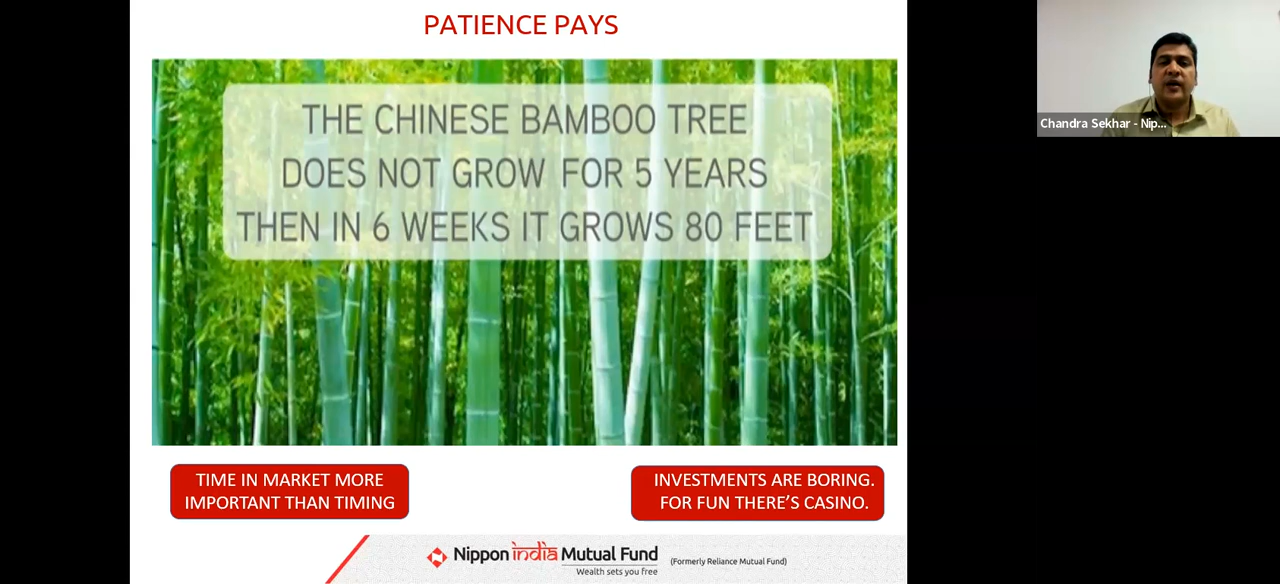 PATIENCE PAYS
THE CHINESE BAMBOO TREE
DOES NOT GROW FOR 5 YEARS
THEN IN 6 WEEKS IT GROWS 80 FEET
Chandra Sekhar - Nip...
TIME IN MARKET MORE
IMPORTANT THAN TIMING
INVESTMENTS ARE BORING.
FOR FUN THERE'S CASINO.
Nippon india Mutual Fund (Formerly Reliance Mutual Fund)
Wealth sets you free